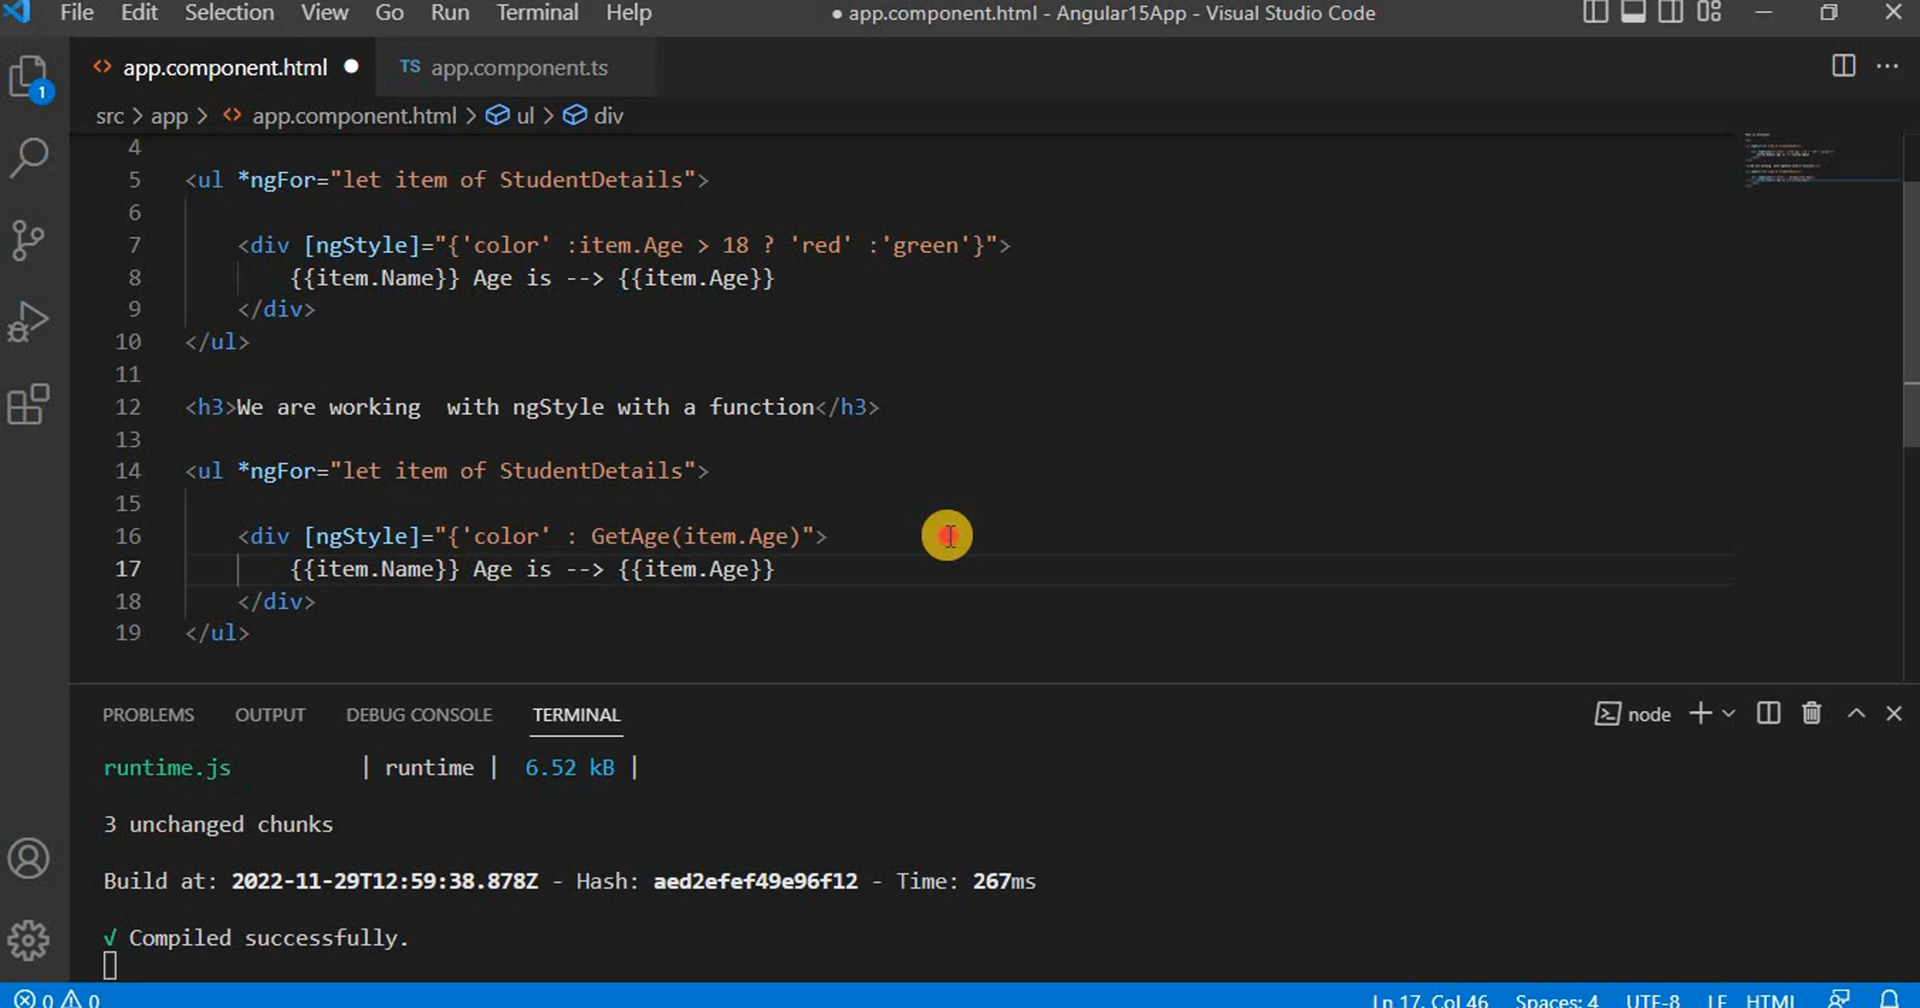 File Edit Selection View Go Run Terminal Help ● app.component.html - Angular15App - Visual Studio Code
<> app.component.html ● TS app.component.ts ...
1
src > app > <> app.component.html > ul > div
4
5 <ul *ngFor="let item of StudentDetails">
6
7 <div [ngStyle]="{'color' :item.Age > 18 ? 'red' :'green'}">
8 {{item.Name}} Age is --> {{item.Age}}
9 </div>
10 </ul>
11
12 <h3>We are working  with ngStyle with a function</h3>
13
14 <ul *ngFor="let item of StudentDetails">
15
16 <div [ngStyle]="{'color' : GetAge(item.Age)">
17 {{item.Name}} Age is --> {{item.Age}}
18 </div>
19 </ul>
PROBLEMS OUTPUT DEBUG CONSOLE TERMINAL node
runtime.js | runtime | 6.52 kB |
3 unchanged chunks
Build at: 2022-11-29T12:59:38.878Z - Hash: aed2efef49e96f12 - Time: 267ms
√ Compiled successfully.
0 0 Ln 17, Col 46 Spaces: 4 UTF-8 LF HTML